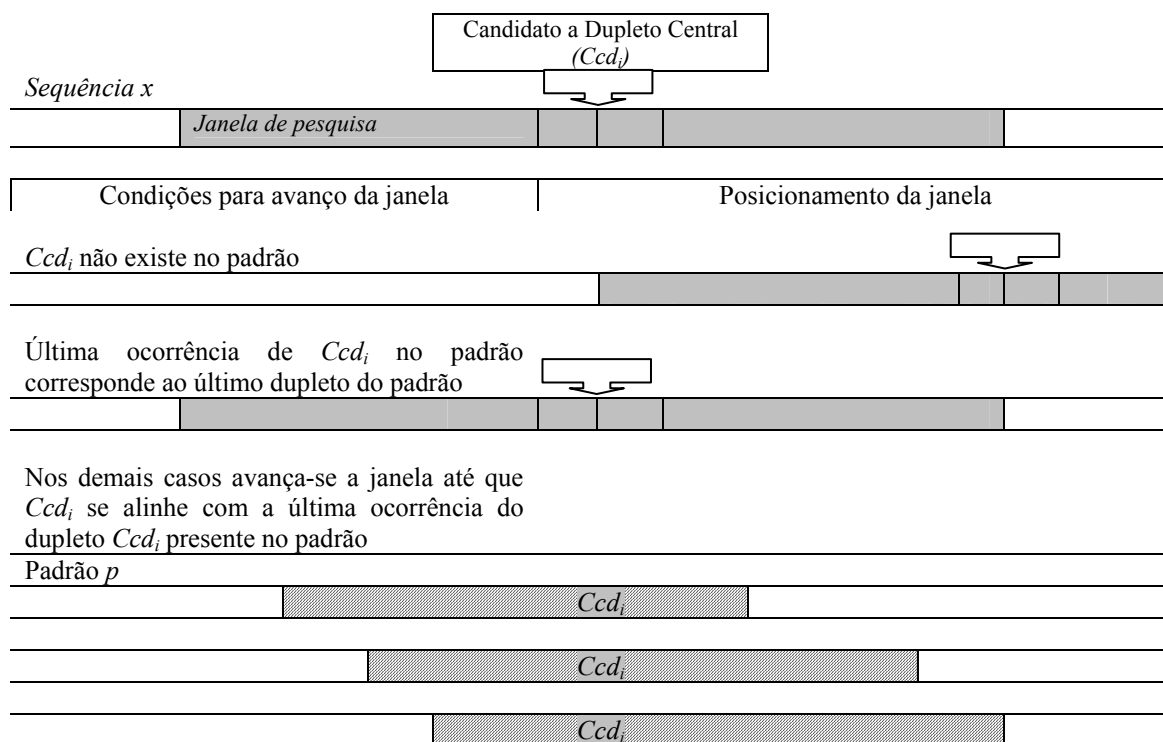 Candidato a Dupleto Central
(Ccdi)
Sequência x
Janela de pesquisa
Condições para avanço da janela
Posicionamento da janela
Ccdi não existe no padrão
Última ocorrência de Ccdi no padrão
corresponde ao último dupleto do padrão
Nos demais casos avança-se a janela até que
Ccdi se alinhe com a última ocorrência do
dupleto Ccdi presente no padrão
Padrão p
Ccdi
Ccdi
Ccdi